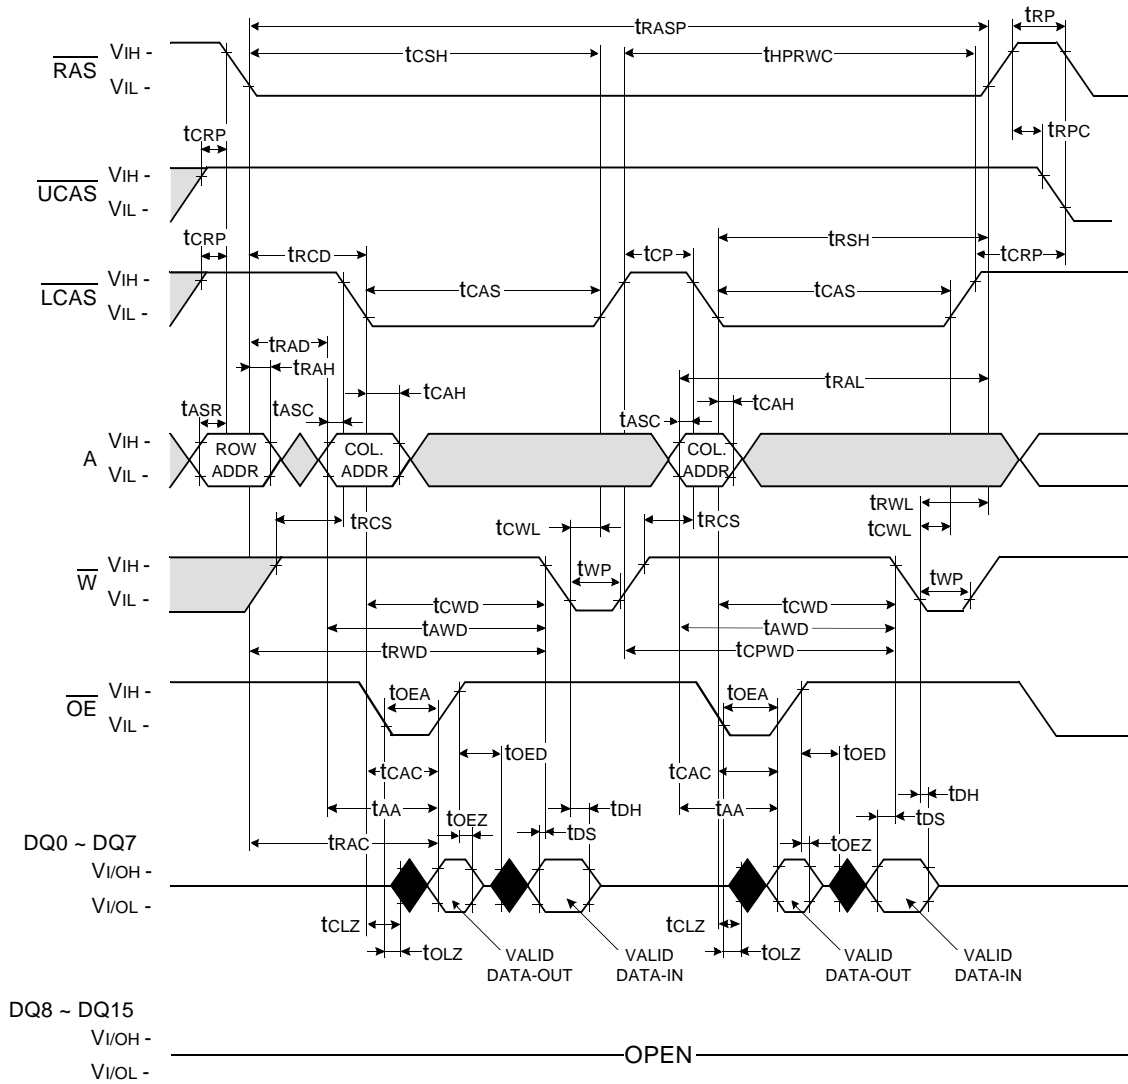 tRASP
tRP
RAS
VIH -
VIL -
tCSH
tHPRWC
tCRP
tRPC
UCAS
VIH -
VIL -
tCRP
tRCD
tCP
tRSH
tCRP
LCAS
VIH -
VIL -
tCAS
tCAS
tRAD
tRAH
tCAH
tRAL
tASR
tASC
tASC
tCAH
A
VIH -
VIL -
ROW
ADDR
COL.
ADDR
COL.
ADDR
tRCS
tCWL
tRCS
tRWL
tCWL
W
VIH -
VIL -
tWP
tWP
tCWD
tCWD
tAWD
tAWD
tRWD
tCPWD
OE
VIH -
VIL -
tOEA
tOEA
tOED
tOED
tCAC
tCAC
tAA
tDH
tAA
tDH
tOEZ
tDS
tOEZ
tDS
tRAC
DQ0 ~ DQ7
VI/OH -
VI/OL -
tCLZ
tOLZ
VALID
DATA-OUT
VALID
DATA-IN
tCLZ
tOLZ
VALID
DATA-OUT
VALID
DATA-IN
DQ8 ~ DQ15
VI/OH -
VI/OL -
OPEN